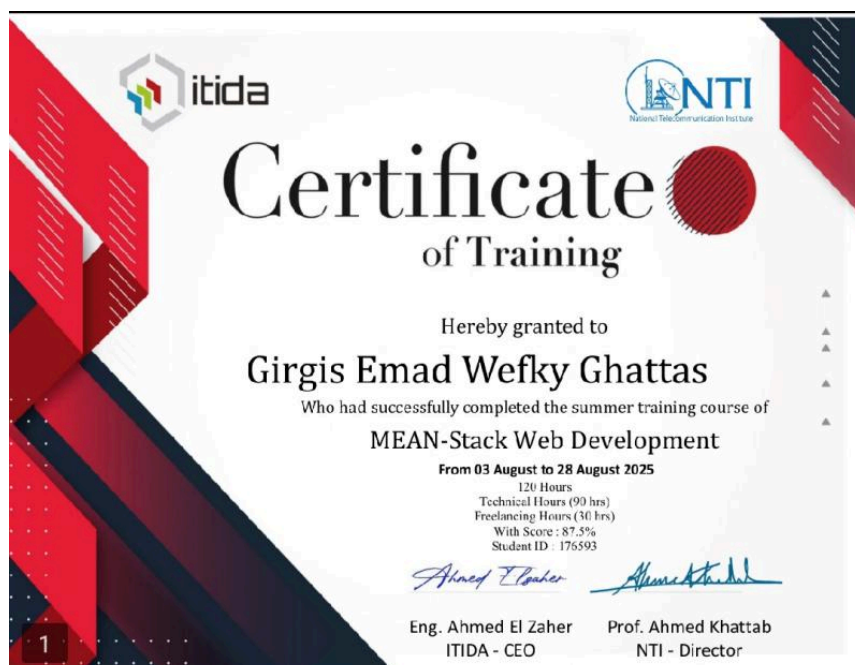 itida
NTI
National Telecommunication Institute
Certificate
of Training
Hereby granted to
Girgis Emad Wefky Ghattas
Who had successfully completed the summer training course of
MEAN-Stack Web Development
From 03 August to 28 August 2025
120 Hours
Technical Hours (90 hrs)
Freelancing Hours (30 hrs)
With Score : 87.5%
Student ID : 176593
Ahmed Elzaher
Eng. Ahmed El Zaher
Prof. Ahmed Khattab
ITIDA - CEO
NTI - Director
1